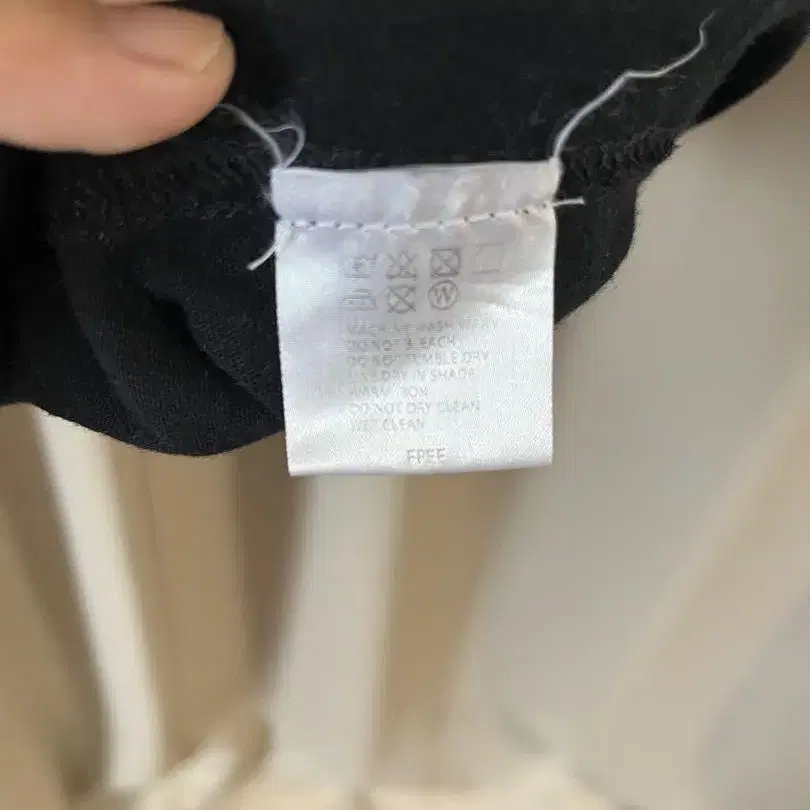 W
MACHINE WASH WARM
DO NOT BLEACH
DO NOT TUMBLE DRY
LINE DRY IN SHADE
WARM IRON
DO NOT DRY CLEAN
WET CLEAN
FREE